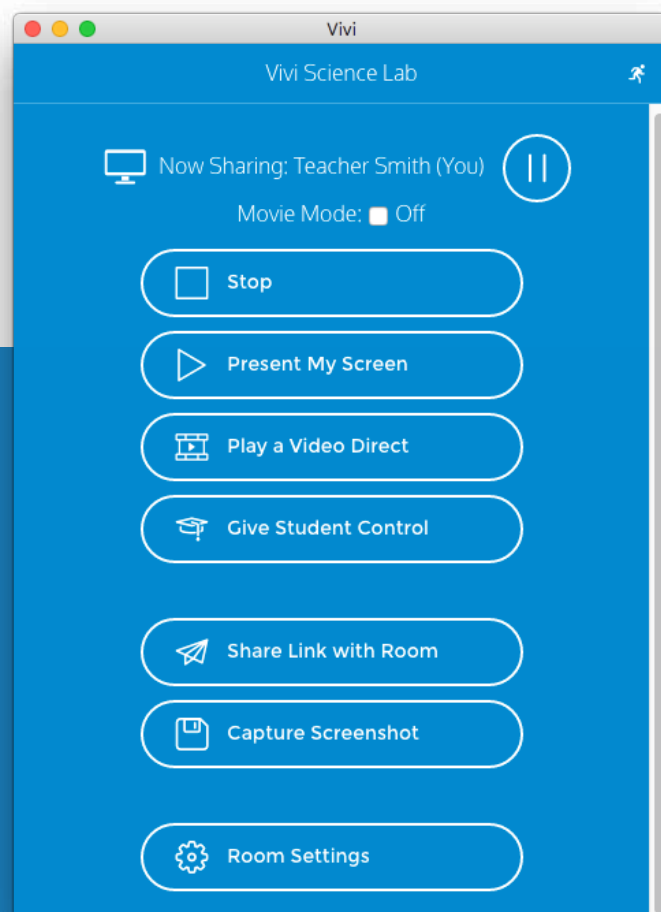 Vivi
Vivi Science Lab
Now Sharing: Teacher Smith (You)
Movie Mode: Off
Stop
Present My Screen
Play a Video Direct
Give Student Control
Share Link with Room
Capture Screenshot
Room Settings